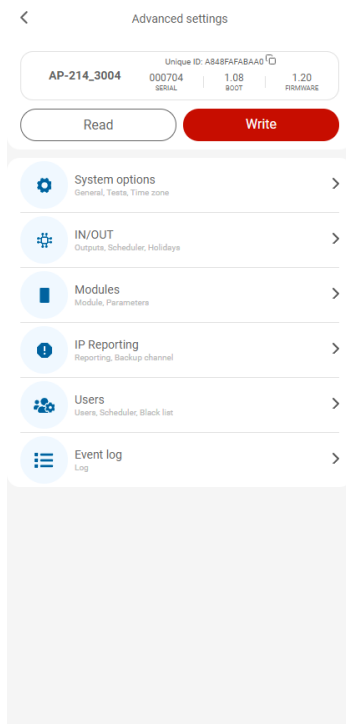 Advanced settings
Unique ID: A848FAFABAA0
AP-214_3004
000704 1.08 1.20
SERIAL BOOT FIRMWARE
Read Write
System options
General, Tests, Time zone
IN/OUT
Outputs, Scheduler, Holidays
Modules
Module, Parameters
IP Reporting
Reporting, Backup channel
Users
Users, Scheduler, Black list
Event log
Log